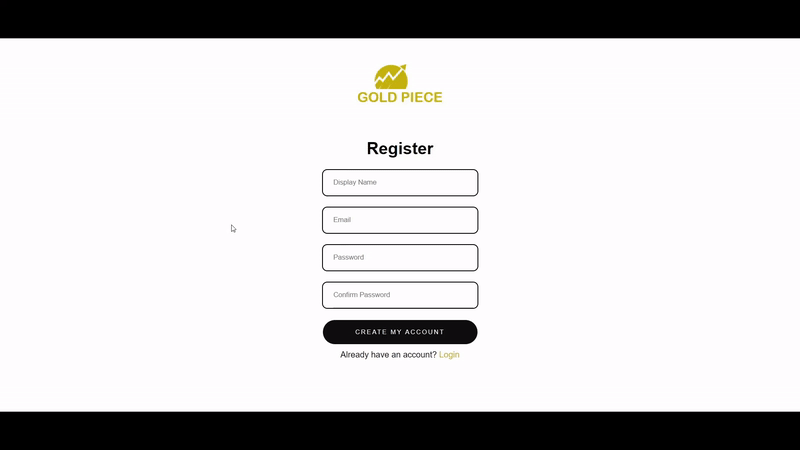 GOLD PIECE
Register
Display Name
Email
Password
Confirm Password
CREATE MY ACCOUNT
Already have an account? Login